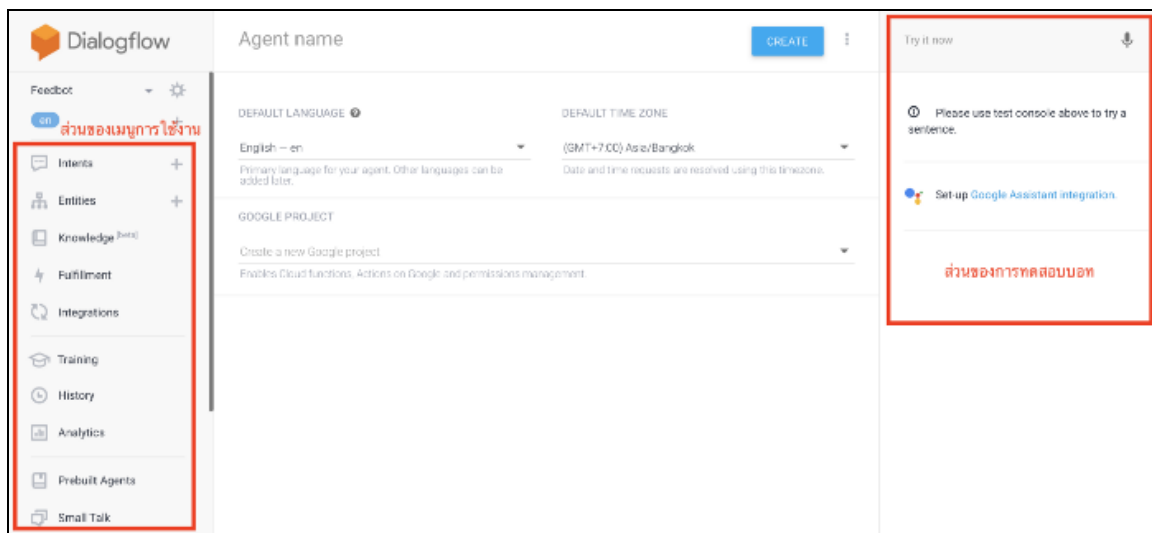 Dialogflow
Feedbot
en
ส่วนของเมนูการใช้งาน
Intents
Entities
Knowledge [beta]
Fulfillment
Integrations
Training
History
Analytics
Prebuilt Agents
Small Talk
Agent name
CREATE
DEFAULT LANGUAGE
English — en
Primary language for your agent. Other languages can be
added later.
DEFAULT TIME ZONE
(GMT+7:00) Asia/Bangkok
Date and time requests are resolved using this timezone.
GOOGLE PROJECT
Create a new Google project
Enables Cloud functions, Actions on Google and permissions management.
Try it now
Please use test console above to try a
sentence.
Set-up Google Assistant integration.
ส่วนของการทดสอบบอท